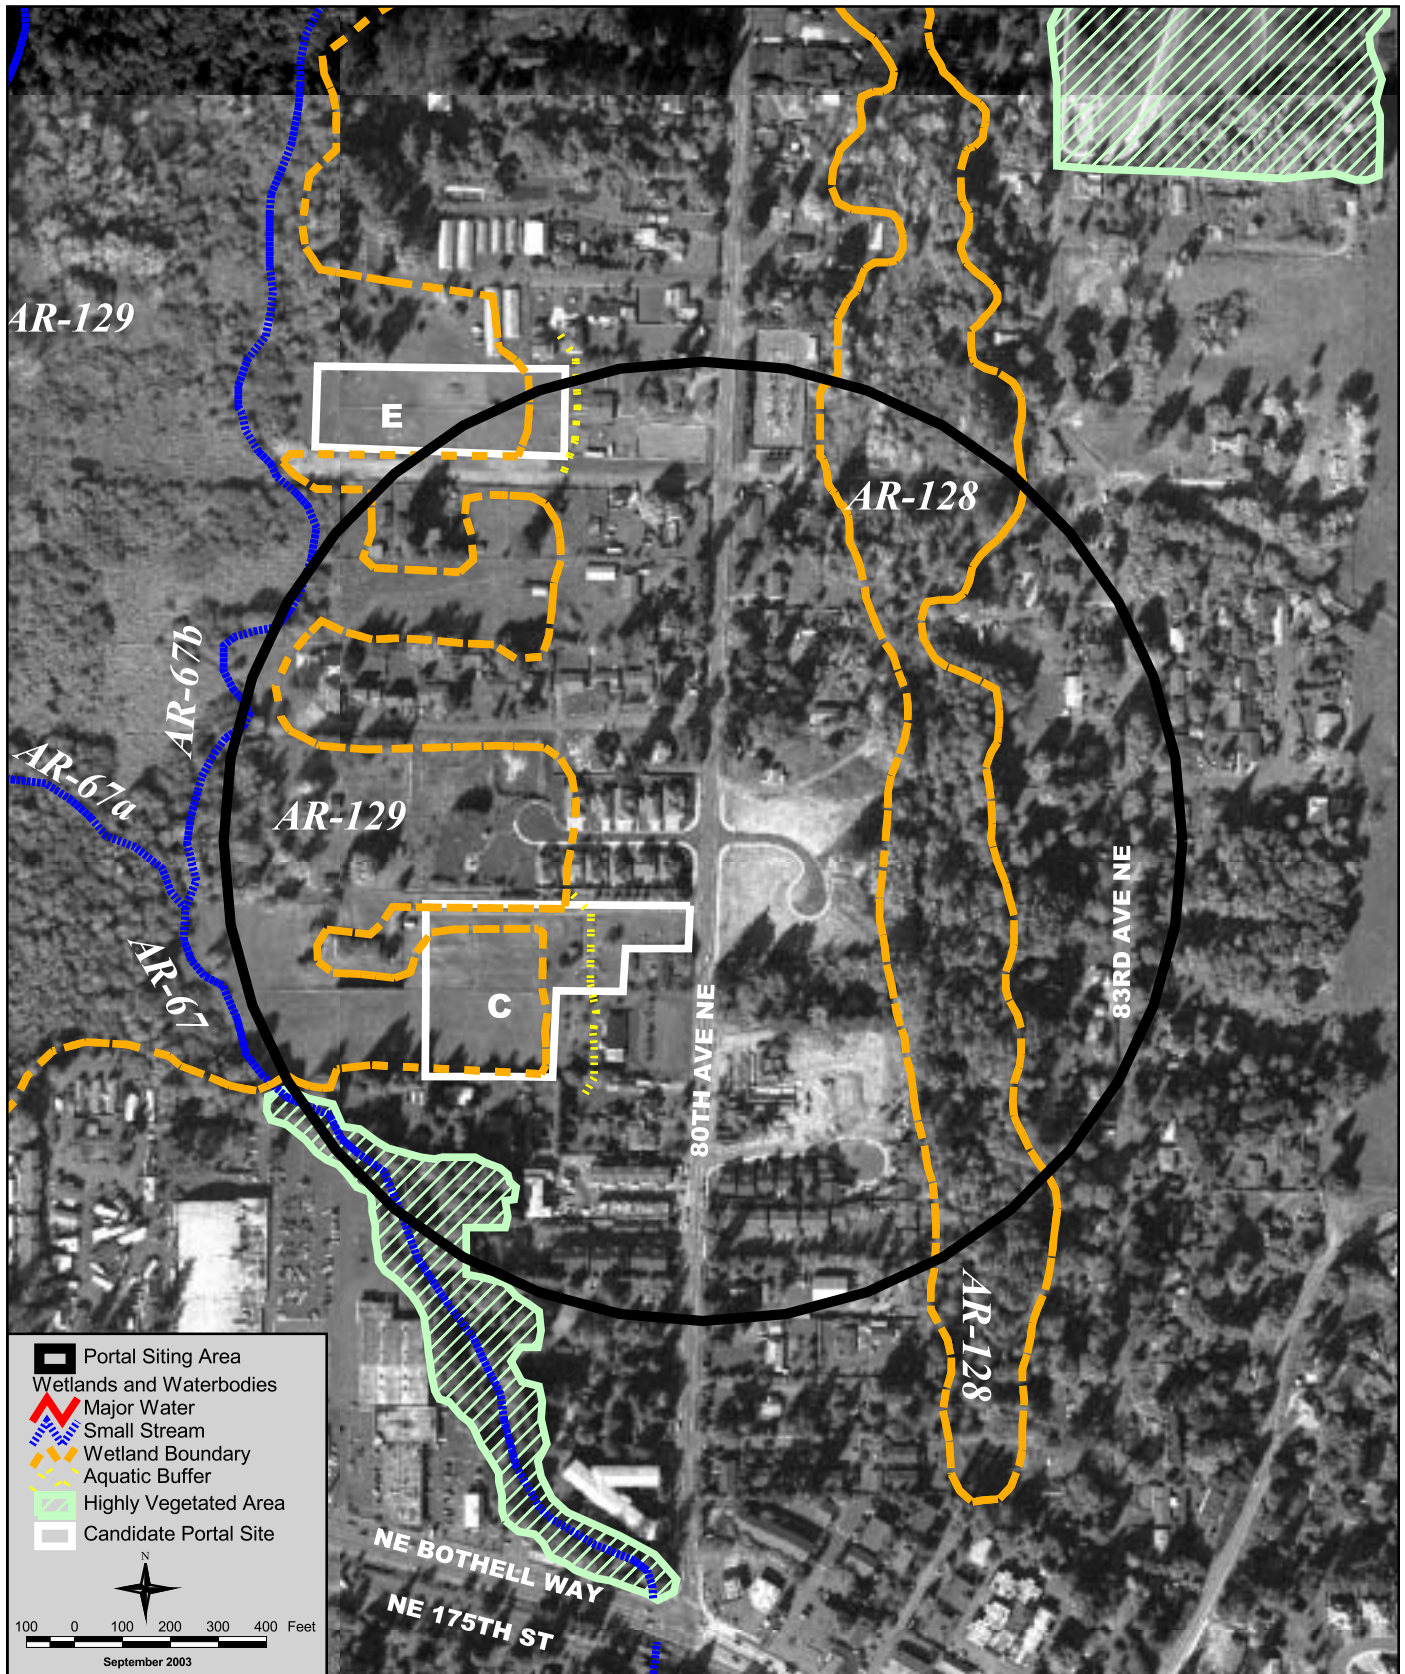 AR-129
E
AR-128
AR-67b
AR-67a
AR-129
83RD AVE NE
AR-67
C
80TH AVE NE
AR-128
Portal Siting Area
Wetlands and Waterbodies
Major Water
Small Stream
Wetland Boundary
Aquatic Buffer
Highly Vegetated Area
Candidate Portal Site
N
100 0 100 200 300 400 Feet
September 2003
NE BOTHELL WAY
NE 175TH ST